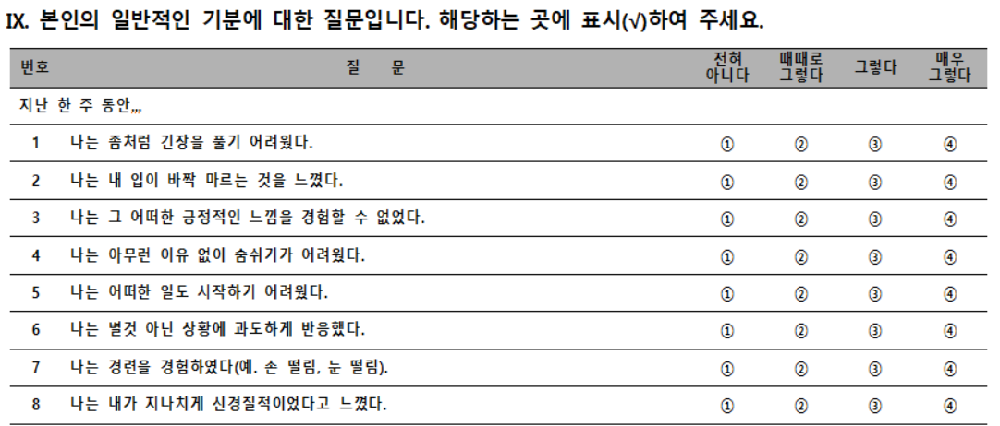 IX. 본인의 일반적인 기분에 대한 질문입니다. 해당하는 곳에 표시(√)하여 주세요.
번호 질 문 전혀 아니다 때때로 그렇다 그렇다 매우 그렇다
지난 한 주 동안,,,
1 나는 좀처럼 긴장을 풀기 어려웠다. ① ② ③ ④
2 나는 내 입이 바짝 마르는 것을 느꼈다. ① ② ③ ④
3 나는 그 어떠한 긍정적인 느낌을 경험할 수 없었다. ① ② ③ ④
4 나는 아무런 이유 없이 숨쉬기가 어려웠다. ① ② ③ ④
5 나는 어떠한 일도 시작하기 어려웠다. ① ② ③ ④
6 나는 별것 아닌 상황에 과도하게 반응했다. ① ② ③ ④
7 나는 경련을 경험하였다(예. 손 떨림, 눈 떨림). ① ② ③ ④
8 나는 내가 지나치게 신경질적이었다고 느꼈다. ① ② ③ ④